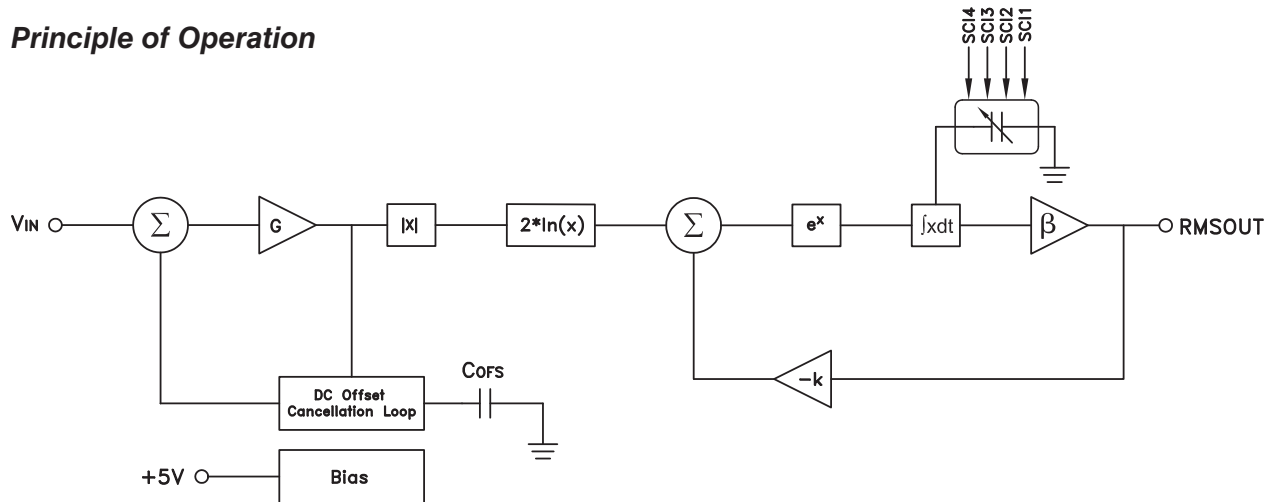 Principle of Operation
SCI4
SCI3
SCI2
SCI1
VIN
Σ
G
|X|
2*ln(x)
Σ
e^x
∫xdt
β
RMSOUT
-k
DC Offset
Cancellation Loop
COFS
+5V
Bias